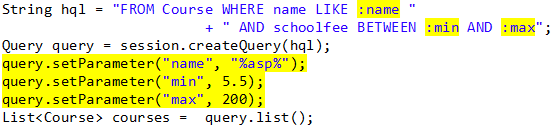 String hql = "FROM Course WHERE name LIKE :name "
+ " AND schoolfee BETWEEN :min AND :max";
Query query = session.createQuery(hql);
query.setParameter("name", "%asp%");
query.setParameter("min", 5.5);
query.setParameter("max", 200);
List<Course> courses =  query.list();